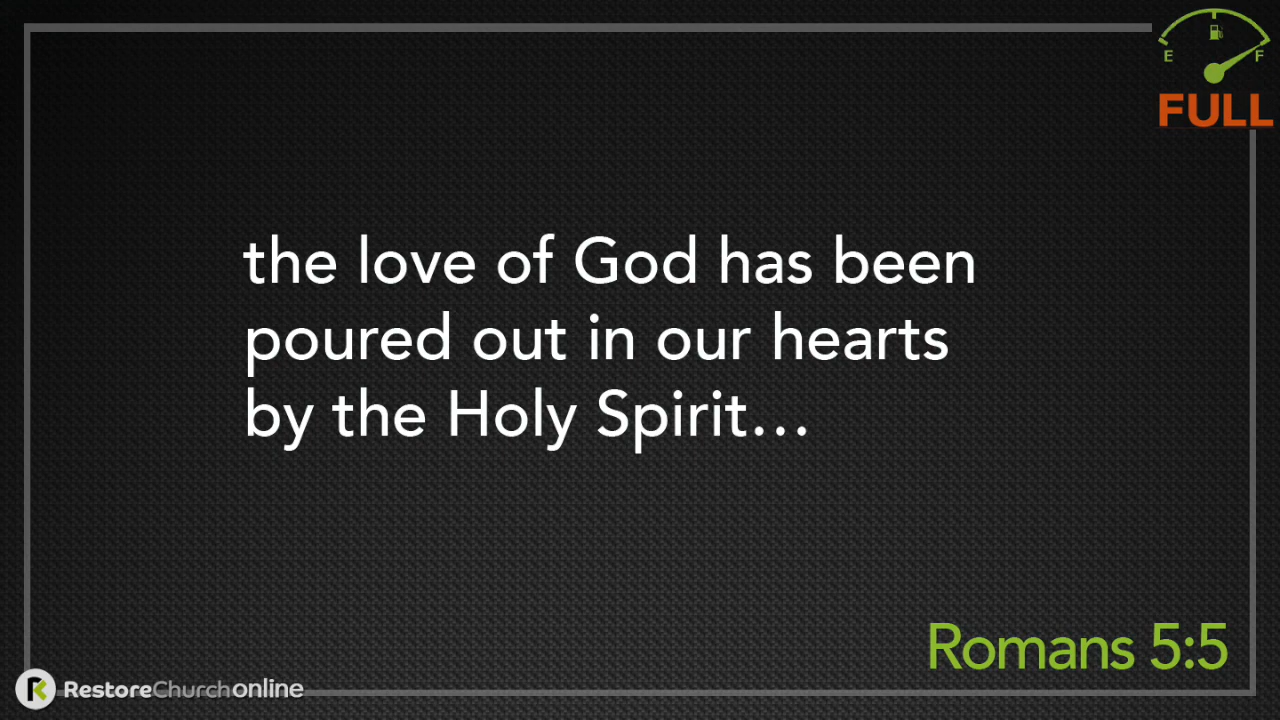 E F
FULL
the love of God has been
poured out in our hearts
by the Holy Spirit…
Romans 5:5
RestoreChurchonline